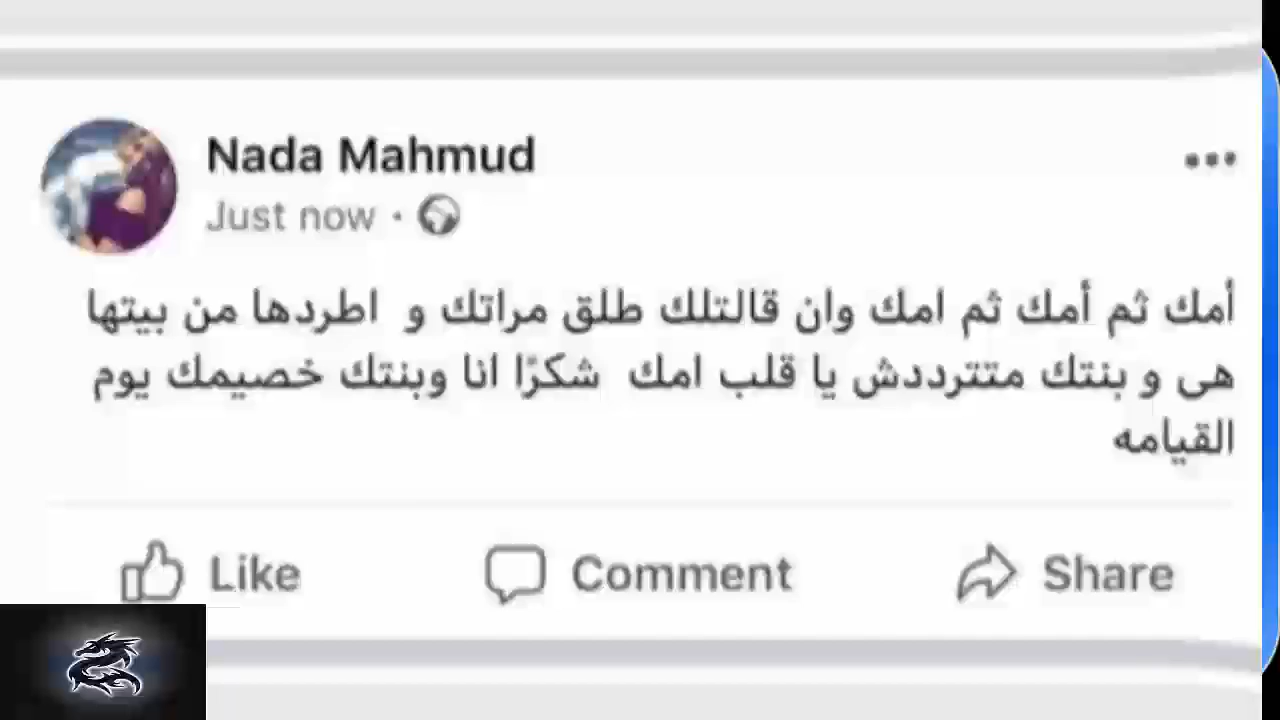 Nada Mahmud
Just now ·
أمك ثم أمك ثم امك وان قالتلك طلق مراتك و اطردها من بيتها
هى و بنتك متترددش يا قلب امك شكرًا انا وبنتك خصيمك يوم
القيامه
Like Comment Share